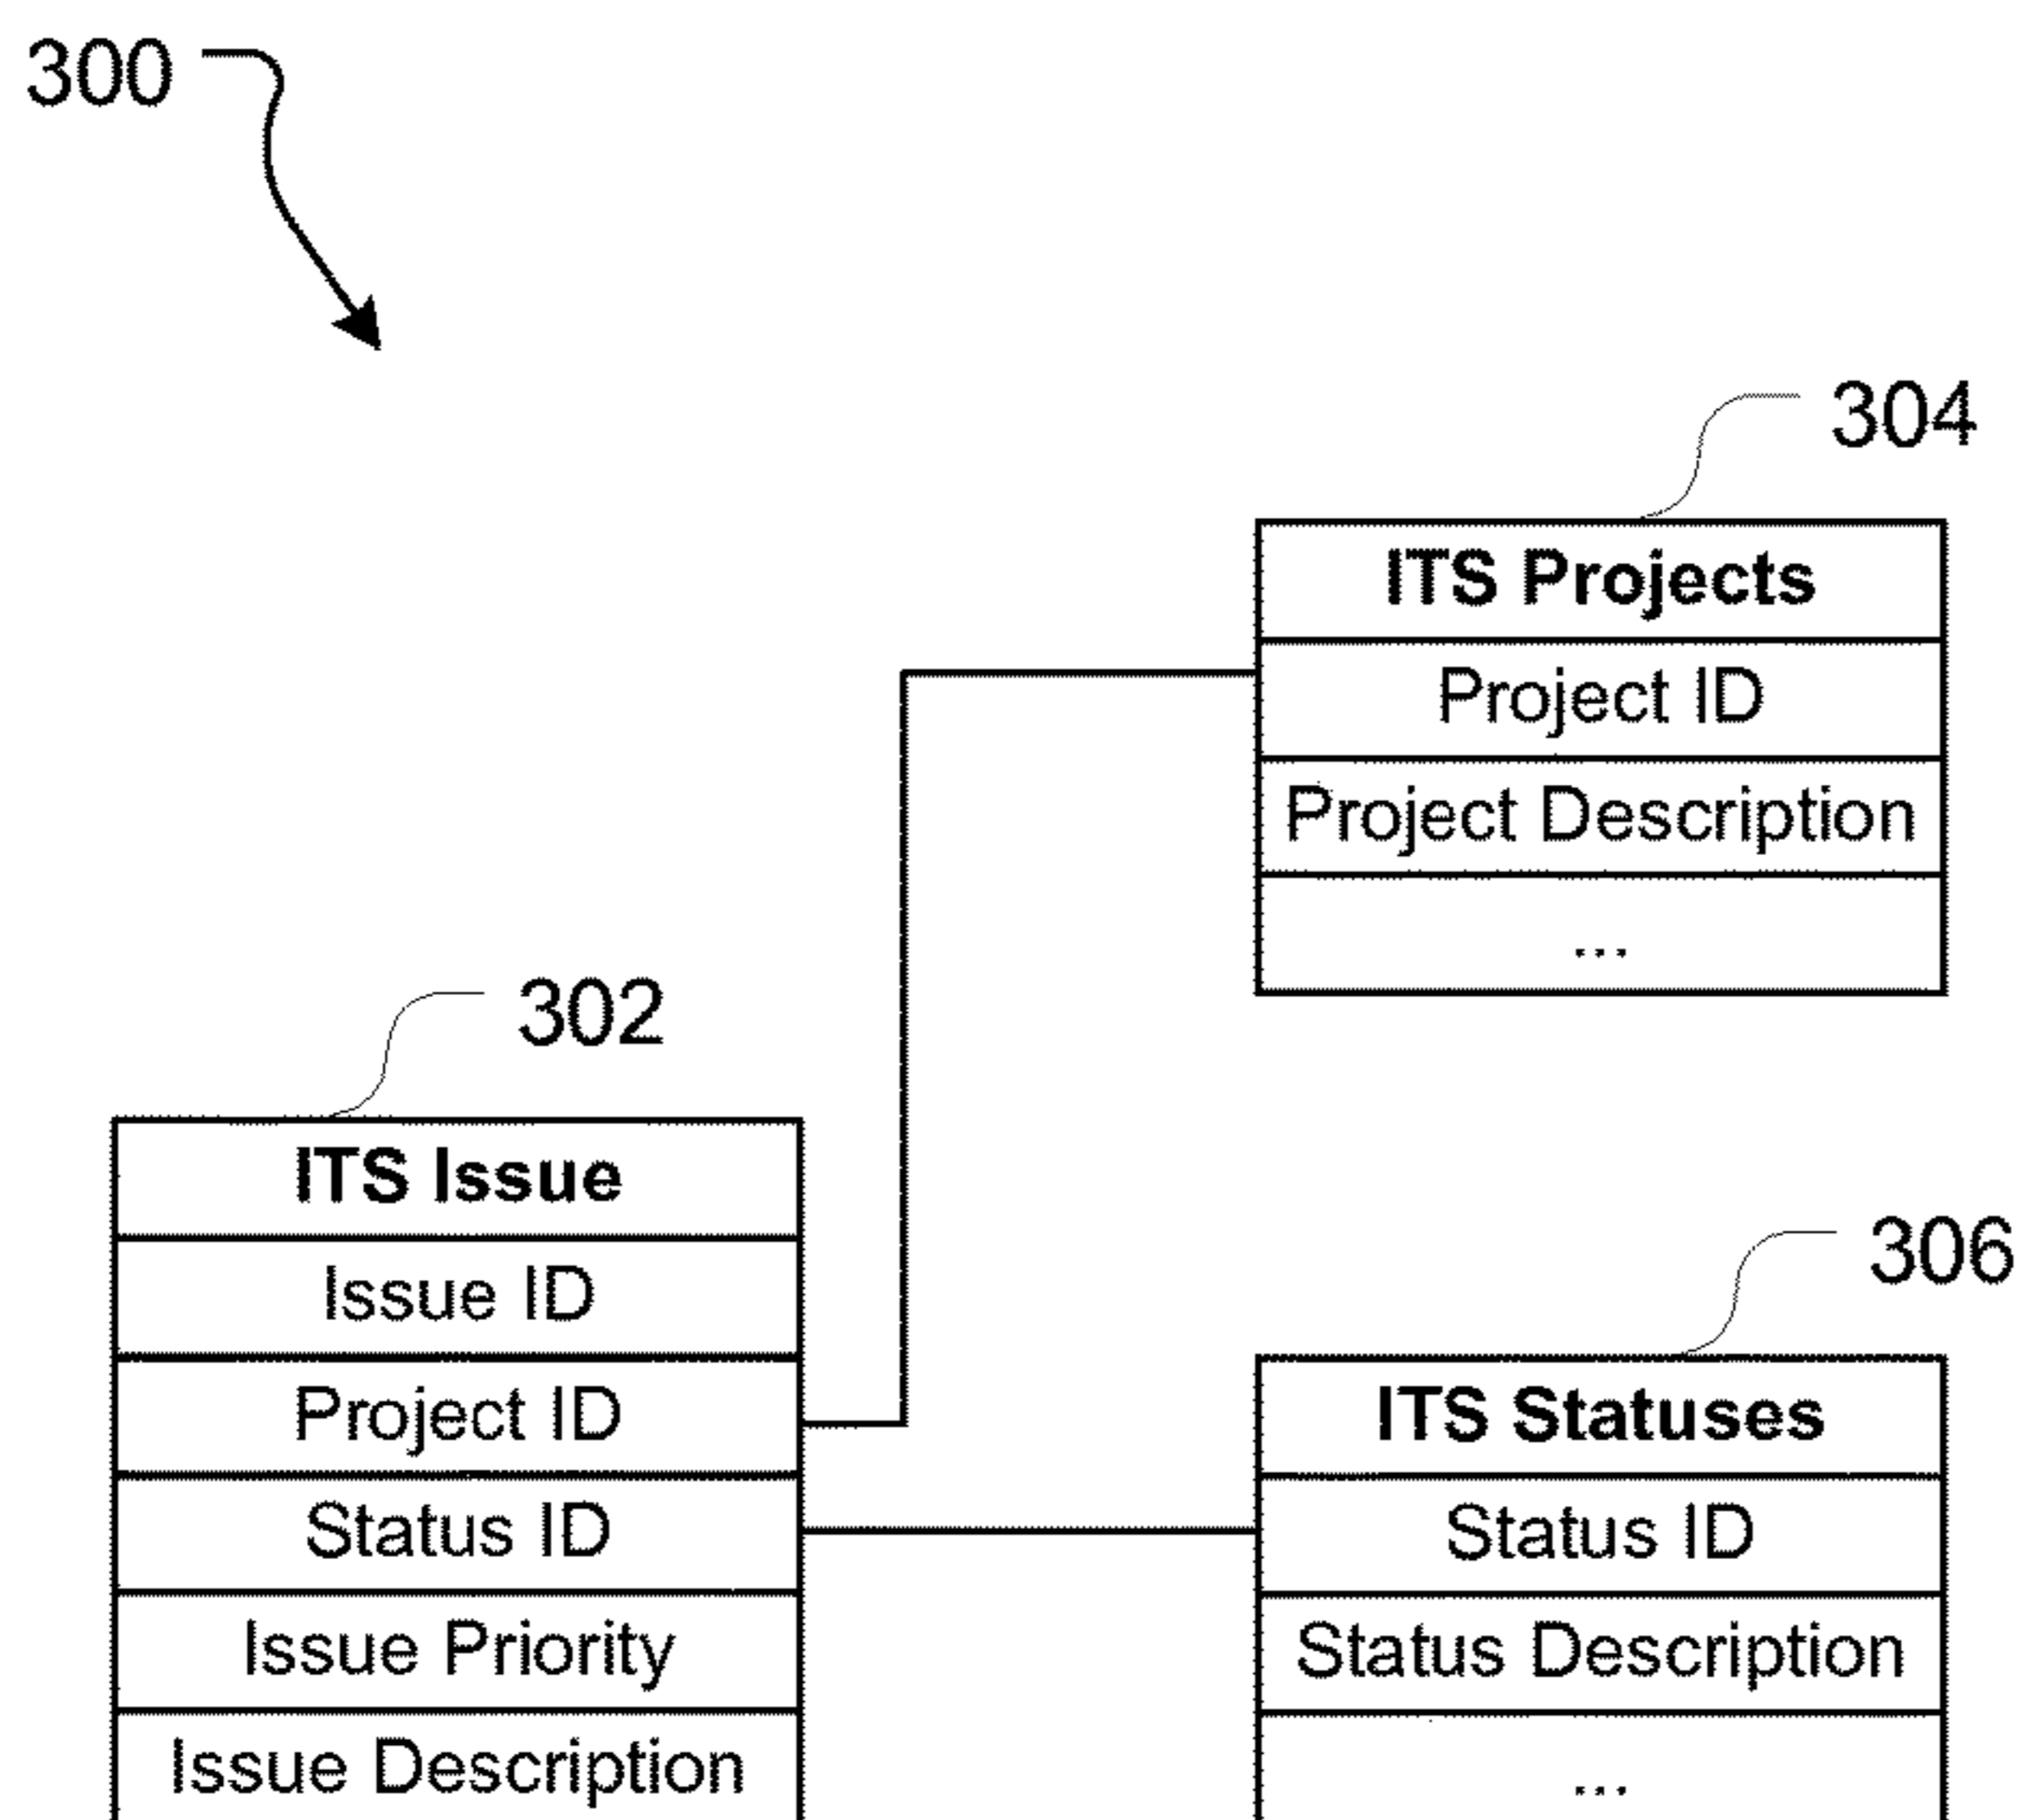 300
304
ITS Projects
Project ID
Project Description
...
302
ITS Issue
Issue ID
Project ID
Status ID
Issue Priority
Issue Description
306
ITS Statuses
Status ID
Status Description
...